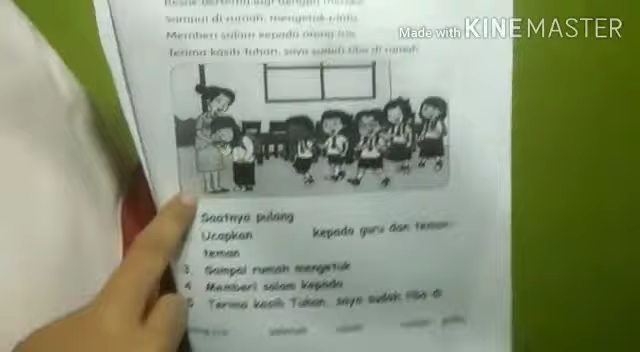 Made with KINEMASTER
Sampai di rumah, mengetuk pintu
Memberi salam kepada orang tua
Terima kasih Tuhan, saya sudah tiba di rumah
Saatnya pulang
Ucapkan kepada guru dan teman-
teman
3. Sampai rumah mengetuk
4 Memberi salam kepada
5 Terima kasih Tuhan, saya sudah tiba di